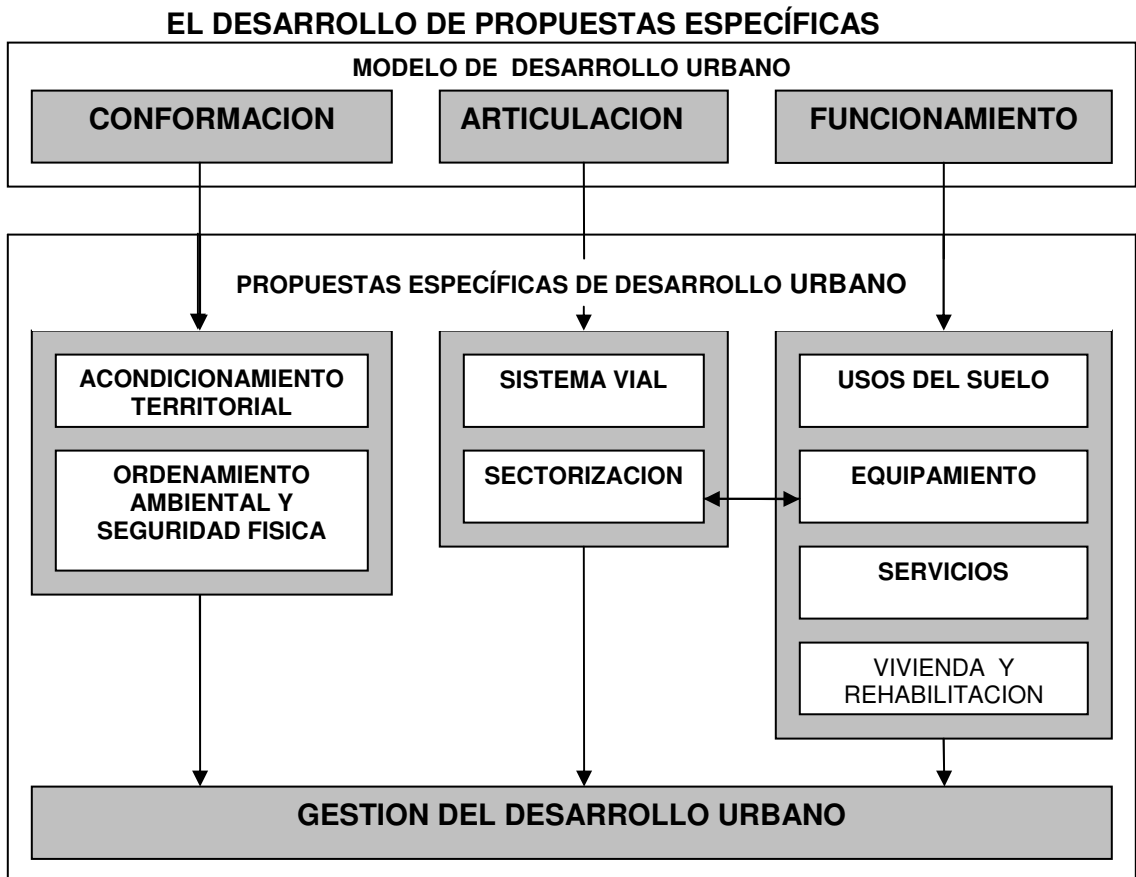 EL DESARROLLO DE PROPUESTAS ESPECÍFICAS
MODELO DE DESARROLLO URBANO
CONFORMACION
ARTICULACION
FUNCIONAMIENTO
PROPUESTAS ESPECÍFICAS DE DESARROLLO URBANO
ACONDICIONAMIENTO
TERRITORIAL
ORDENAMIENTO
AMBIENTAL Y
SEGURIDAD FISICA
SISTEMA VIAL
SECTORIZACION
USOS DEL SUELO
EQUIPAMIENTO
SERVICIOS
VIVIENDA Y
REHABILITACION
GESTION DEL DESARROLLO URBANO